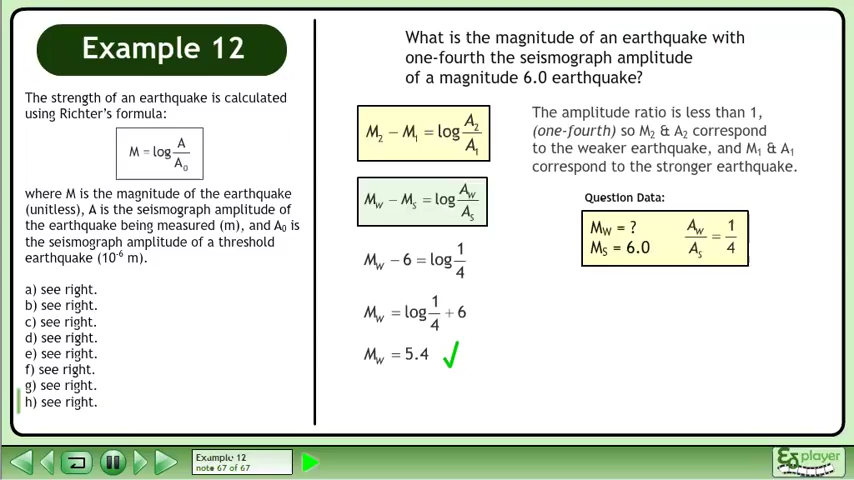 Example 12
The strength of an earthquake is calculated
using Richter's formula:
M = log A/A₀
where M is the magnitude of the earthquake
(unitless), A is the seismograph amplitude of
the earthquake being measured (m), and A₀ is
the seismograph amplitude of a threshold
earthquake (10⁻⁶ m).
a) see right.
b) see right.
c) see right.
d) see right.
e) see right.
f) see right.
g) see right.
h) see right.
What is the magnitude of an earthquake with
one-fourth the seismograph amplitude
of a magnitude 6.0 earthquake?
M₂ − M₁ = log A₂/A₁
M_W − M_S = log A_W/A_S
M_W − 6 = log 1/4
M_W = log 1/4 + 6
M_W = 5.4 ✓
The amplitude ratio is less than 1,
(one-fourth) so M₂ & A₂ correspond
to the weaker earthquake, and M₁ & A₁
correspond to the stronger earthquake.
Question Data:
M_W = ?
M_S = 6.0
A_W/A_S = 1/4
Example 12
note 67 of 67
player